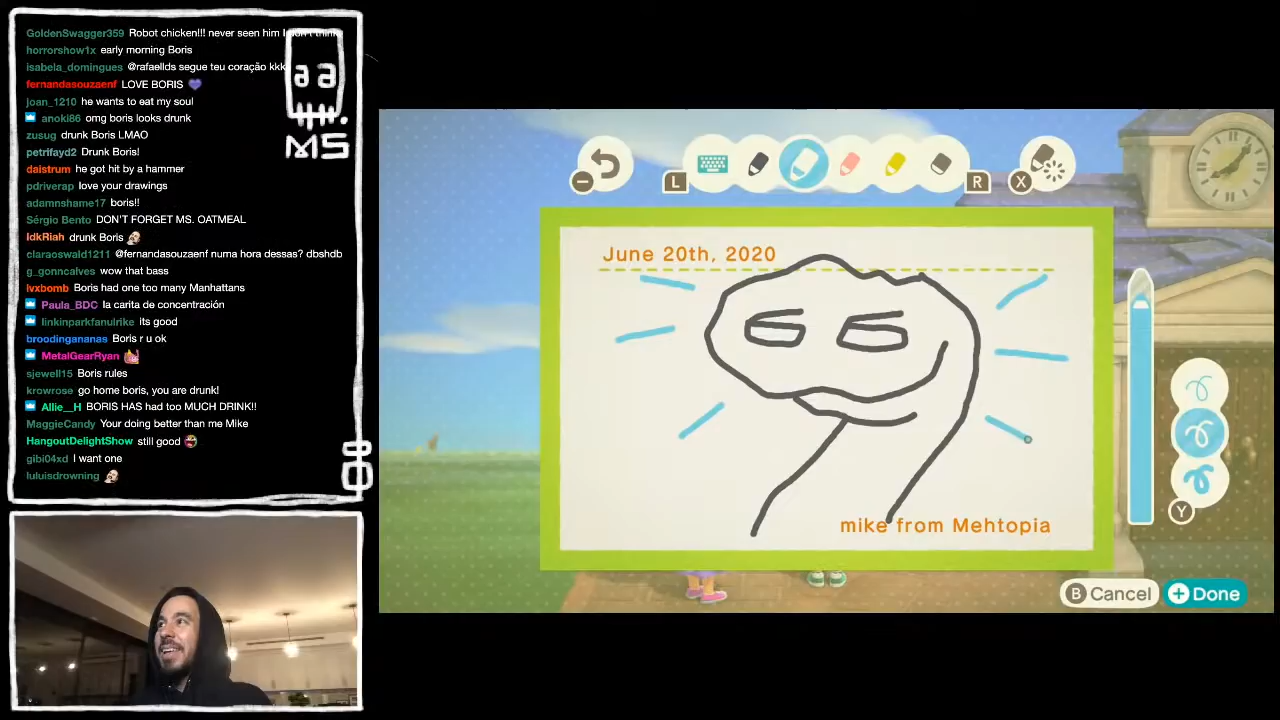 GoldenSwagger359 Robot chicken!!! never seen him I don't think
horrorshow1x early morning Boris
isabela_domingues @rafaellds segue teu coração kkk
fernandasouzaenf LOVE BORIS
joan_1210 he wants to eat my soul
anoki86 omg boris looks drunk
zusug drunk Boris LMAO
petrifayd2 Drunk Boris!
daistrum he got hit by a hammer
pdriverap love your drawings
adamnshame17 boris!!
Sérgio Bento DON'T FORGET MS. OATMEAL
IdkRiah drunk Boris
claraoswald1211 @fernandasouzaenf numa hora dessas? dbshdb
g_gonncalves wow that bass
lvxbomb Boris had one too many Manhattans
Paula_BDC la carita de concentración
linkinparkfanulrike its good
broodingananas Boris r u ok
MetalGearRyan
sjewell15 Boris rules
krowrose go home boris, you are drunk!
Allie__H BORIS HAS had too MUCH DRINK!!
MaggieCandy Your doing better than me Mike
HangoutDelightShow still good
gibi04xd I want one
luluisdrowning
MS
L
R
X
June 20th, 2020
mike from Mehtopia
Y
B Cancel
+ Done